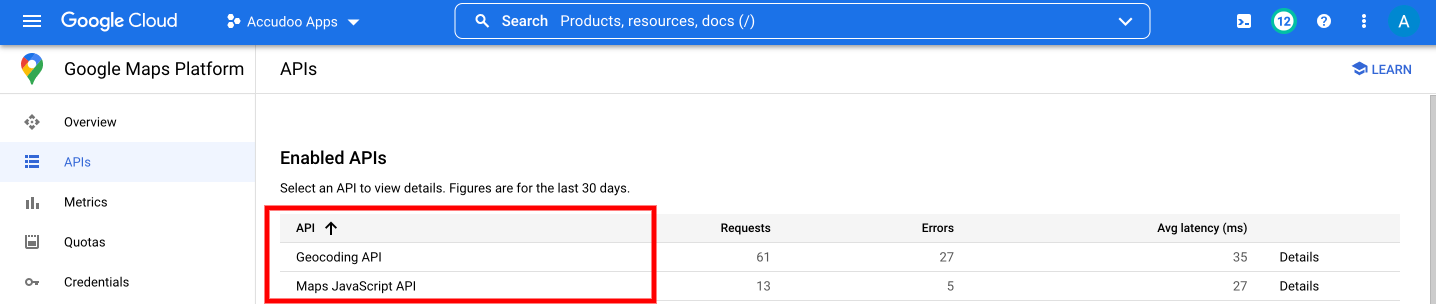 Google Cloud Accudoo Apps Search Products, resources, docs (/) 12 A
Google Maps Platform APIs LEARN
Overview
APIs
Metrics
Quotas
Credentials
Enabled APIs
Select an API to view details. Figures are for the last 30 days.
API Requests Errors Avg latency (ms)
Geocoding API 61 27 35 Details
Maps JavaScript API 13 5 27 Details